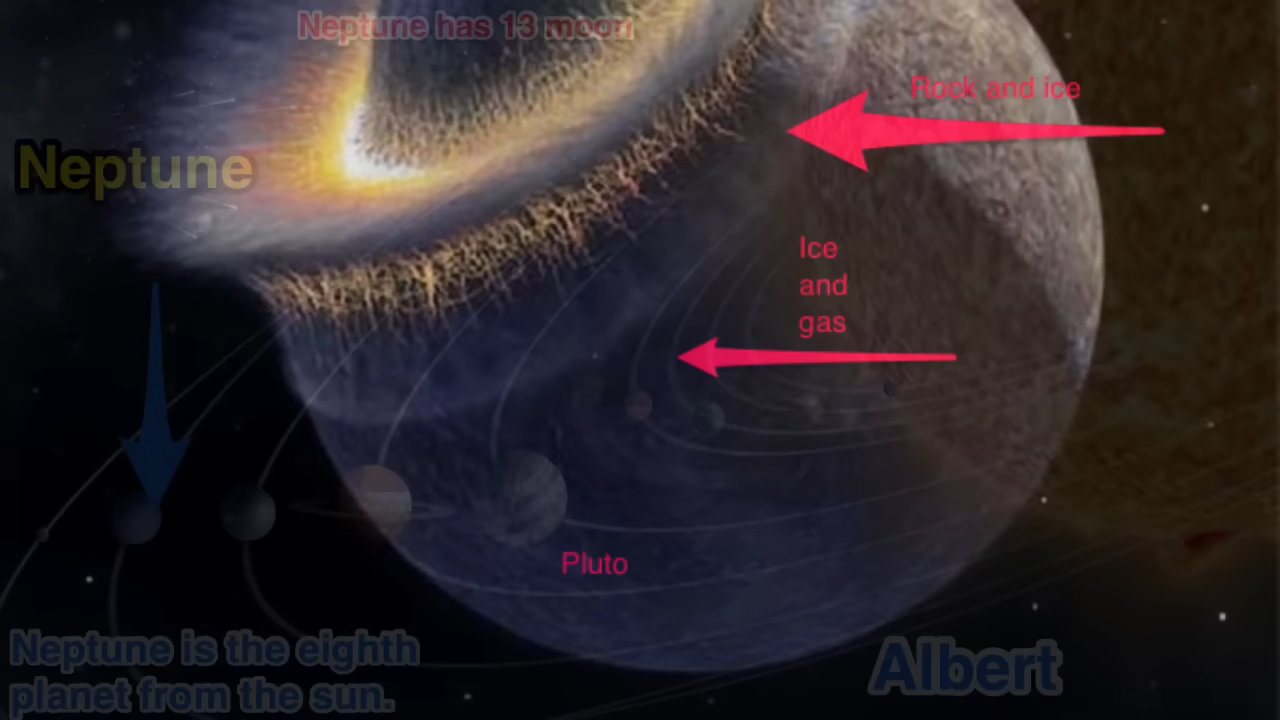 Neptune has 13 moon
Rock and ice
Neptune
Ice
and
gas
Pluto
Neptune is the eighth
planet from the sun.
Albert